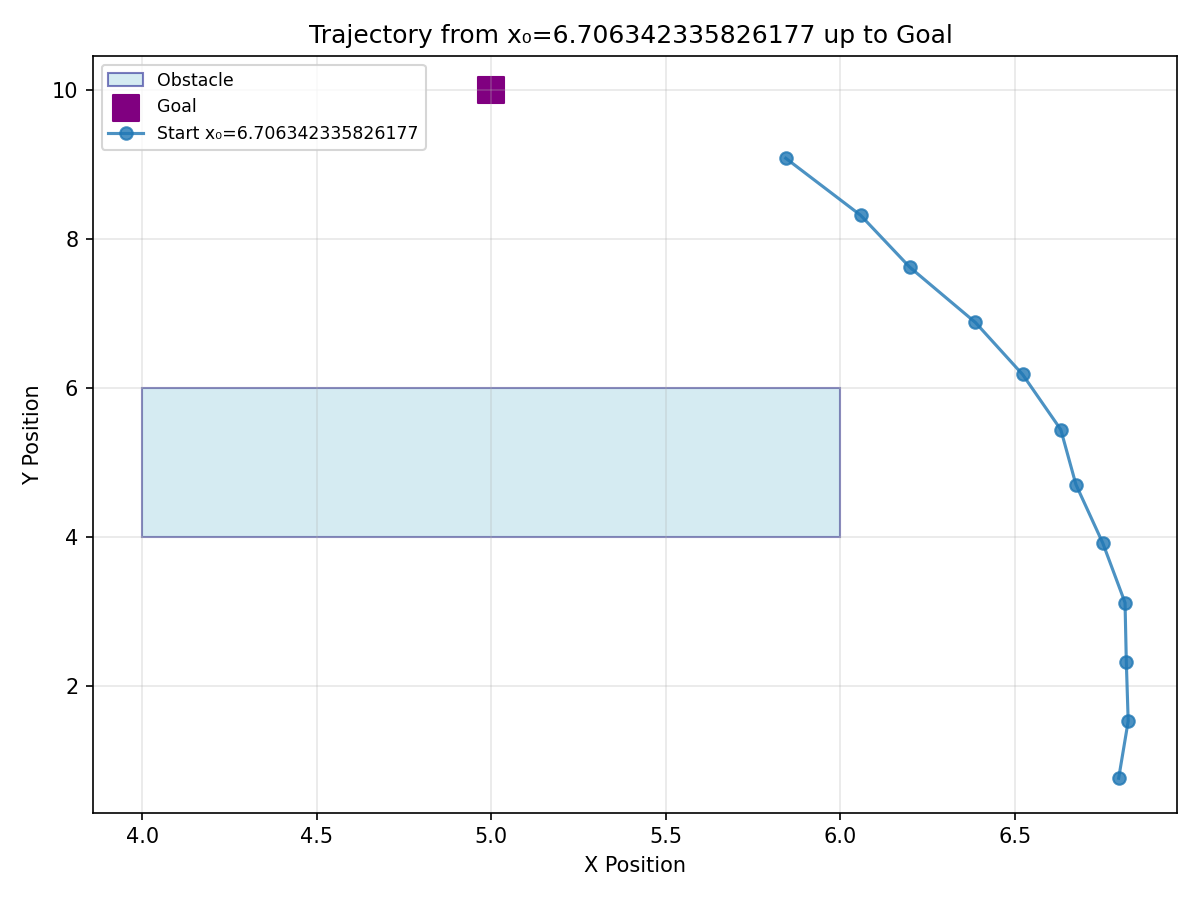 Trajectory from x₀=6.706342335826177 up to Goal
Obstacle
Goal
Start x₀=6.706342335826177
10
8
6
4
2
Y Position
4.0
4.5
5.0
5.5
6.0
6.5
X Position